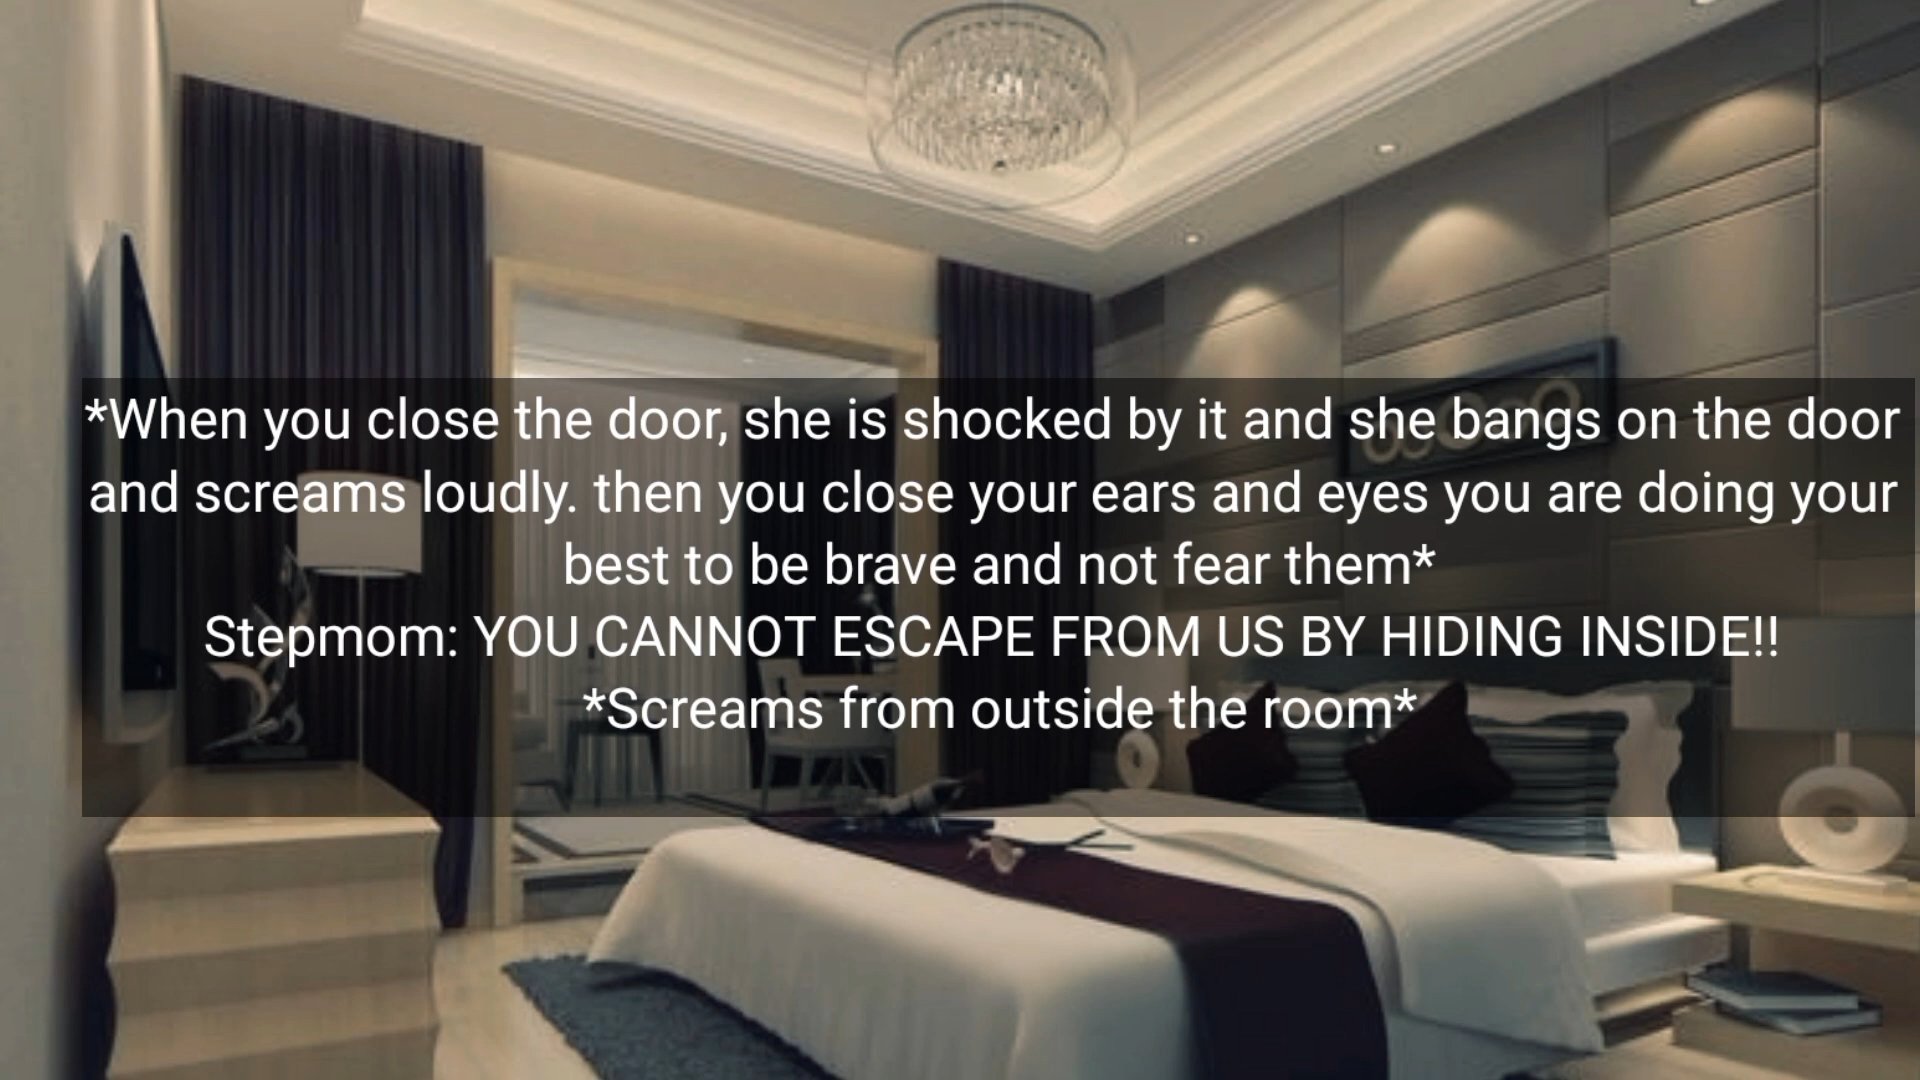 *When you close the door, she is shocked by it and she bangs on the door
and screams loudly. then you close your ears and eyes you are doing your
best to be brave and not fear them*
Stepmom: YOU CANNOT ESCAPE FROM US BY HIDING INSIDE!!
*Screams from outside the room*